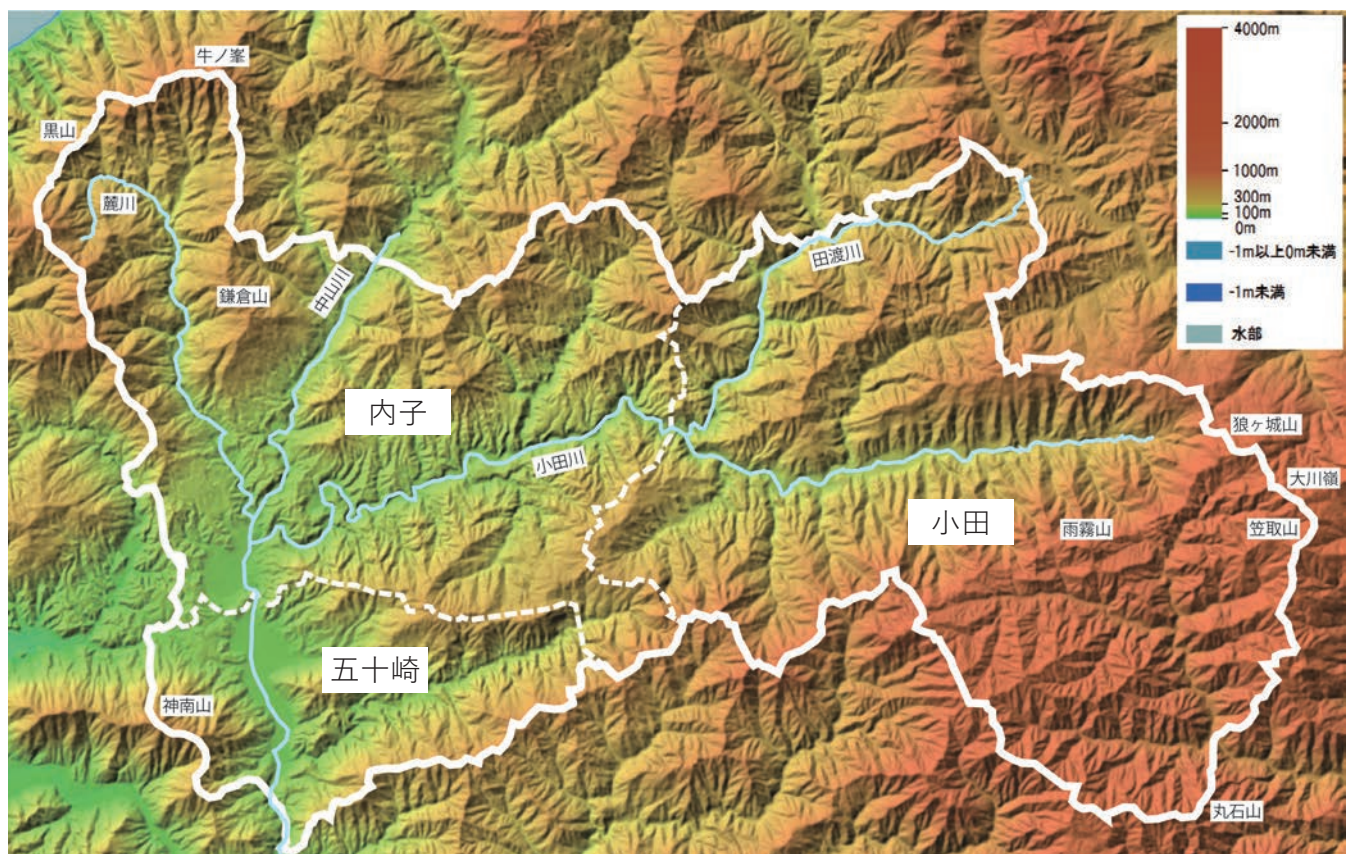 牛ノ峯
黒山
麓川
鎌倉山
中山川
田渡川
内子
小田川
狼ヶ城山
大川嶺
小田
雨霧山
笠取山
五十崎
神南山
丸石山
4000m
2000m
1000m
300m
100m
0m
-1m以上0m未満
-1m未満
水部